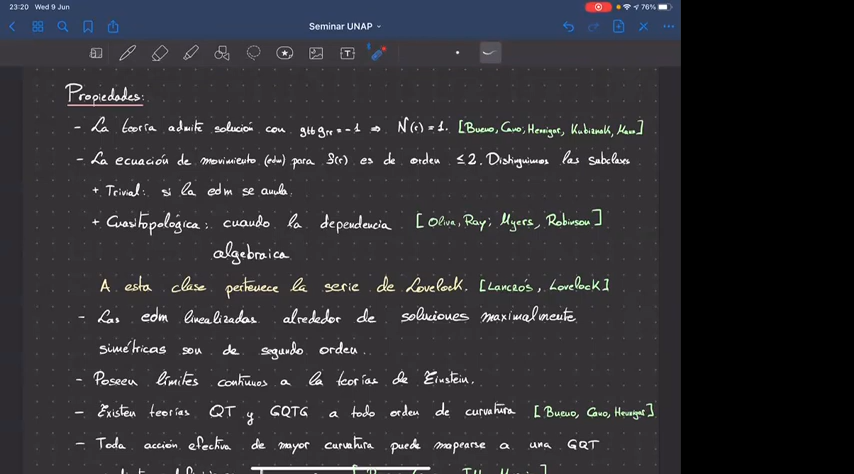 23:20 Wed 9 Jun
76%
Seminar UNAP
Propiedades:
- La teoría admite solución con gtt grr = -1 ⇒ N(r) = 1. [Bueno, Cano, Hennigar, Kubizňak, Mann]
- La ecuación de movimiento (edm) para f(r) es de orden ≤ 2. Distinguimos las subclases
+ Trivial: si la edm se anula.
+ Cuasitopológica: cuando la dependencia [Oliva, Ray; Myers, Robinson]
algebraica
A esta clase pertenece la serie de Lovelock. [Lanczós, Lovelock]
- Las edm linealizadas alrededor de soluciones maximalmente
simétricas son de segundo orden.
- Poseen límites continuos a la teorías de Einstein.
- Existen teorías QT y GQTG a todo orden de curvatura [Bueno, Cano, Hennigar]
- Toda acción efectiva de mayor curvatura puede mapearse a una GQT